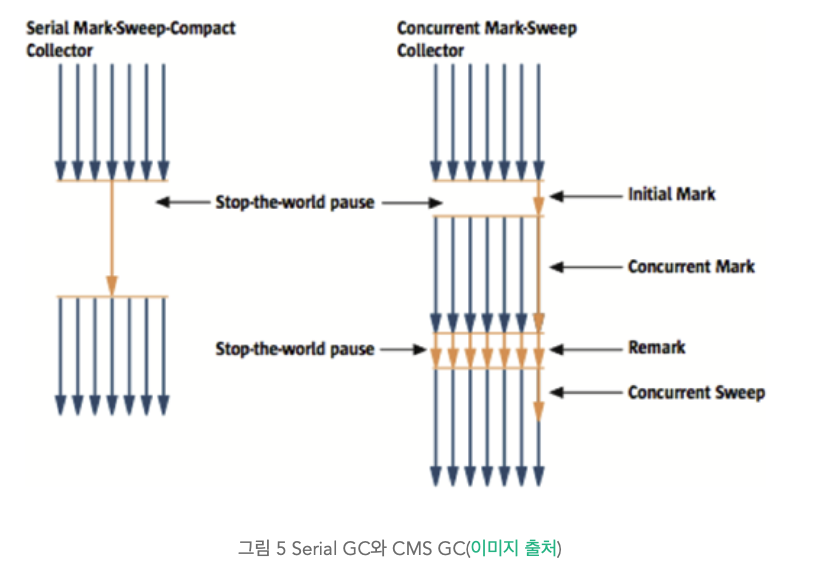 Serial Mark-Sweep-Compact
Collector
Concurrent Mark-Sweep
Collector
Stop-the-world pause
Initial Mark
Concurrent Mark
Stop-the-world pause
Remark
Concurrent Sweep
그림 5 Serial GC와 CMS GC(이미지 출처)